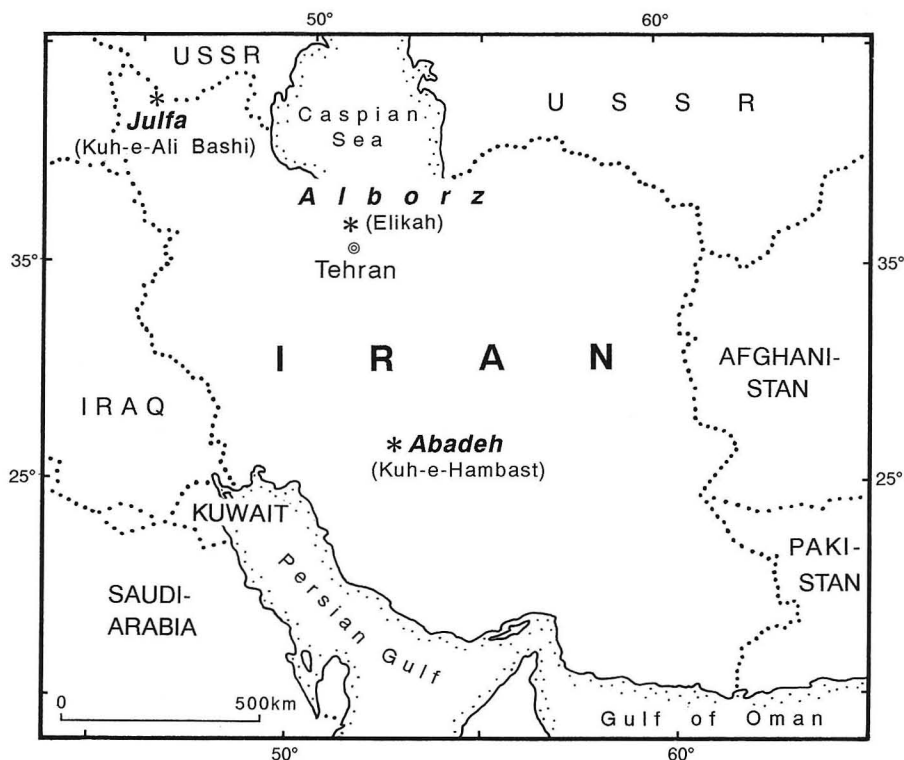 50°
60°
USSR
U S S R
Caspian
Sea
*
Julfa
(Kuh-e-Ali Bashi)
Alborz
* (Elikah)
Tehran
35°
35°
I R A N
AFGHANI-
STAN
IRAQ
* Abadeh
(Kuh-e-Hambast)
25°
25°
KUWAIT
PAKI-
STAN
SAUDI-
ARABIA
Persian Gulf
0 500km
Gulf of Oman
50°
60°